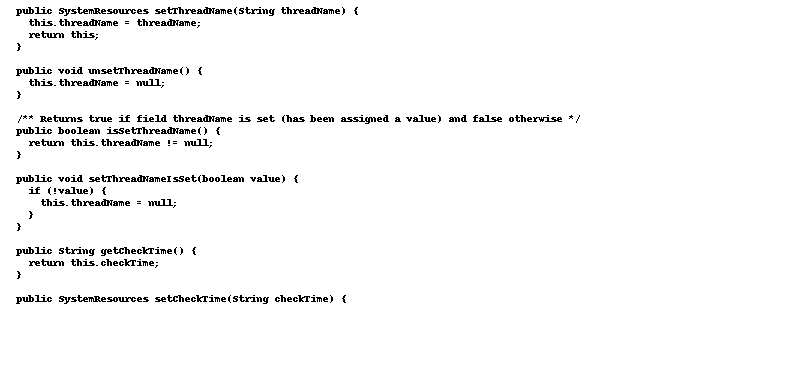 public SystemResources setThreadName(String threadName) {
this.threadName = threadName;
return this;
}
public void unsetThreadName() {
this.threadName = null;
}
/** Returns true if field threadName is set (has been assigned a value) and false otherwise */
public boolean isSetThreadName() {
return this.threadName != null;
}
public void setThreadNameIsSet(boolean value) {
if (!value) {
this.threadName = null;
}
}
public String getCheckTime() {
return this.checkTime;
}
public SystemResources setCheckTime(String checkTime) {